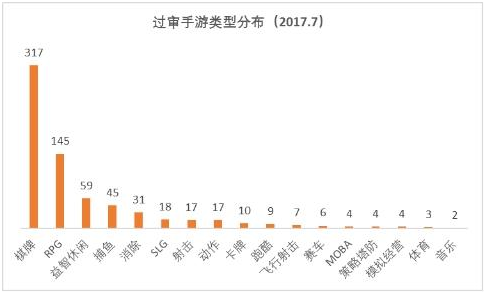 过审手游类型分布（2017.7）
317
145
59
45
31
18
17
17
10
9
7
6
4
4
4
3
2
棋牌
RPG
益智休闲
捕鱼
消除
SLG
射击
动作
卡牌
跑酷
飞行射击
赛车
MOBA
策略塔防
模拟经营
体育
音乐